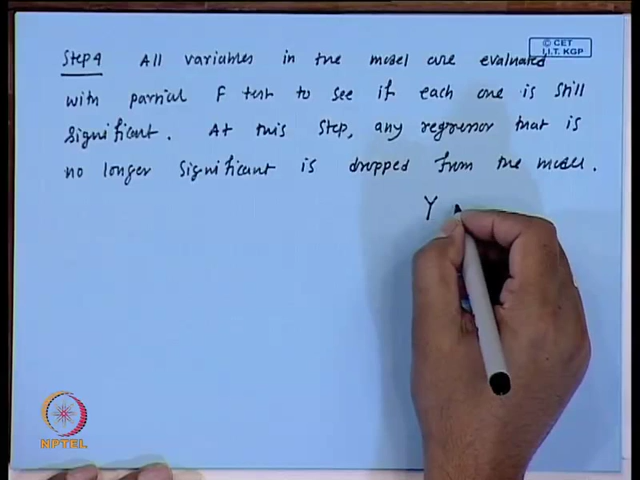 © CET
I.I.T. KGP
Step 4 All variables in the model are evaluated
with partial F test to see if each one is still
significant. At this step, any regressor that is
no longer significant is dropped from the model.
Y
NPTEL